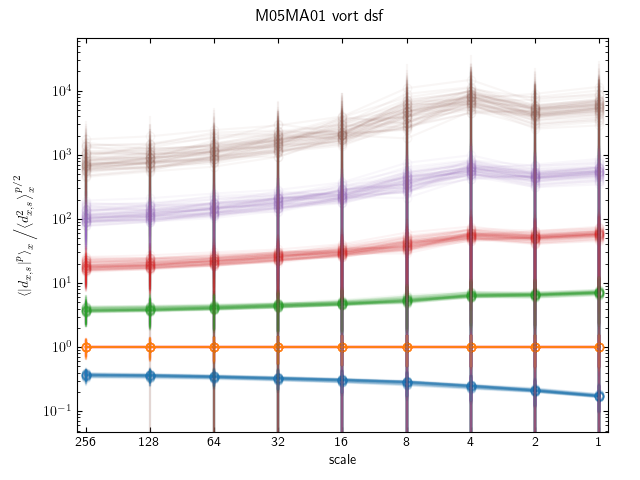 M05MA01 vort dsf
⟨|d_{x,s}|^p⟩_x / ⟨d^2_{x,s}⟩_x^{p/2}
10^4
10^3
10^2
10^1
10^0
10^{-1}
256 128 64 32 16 8 4 2 1
scale